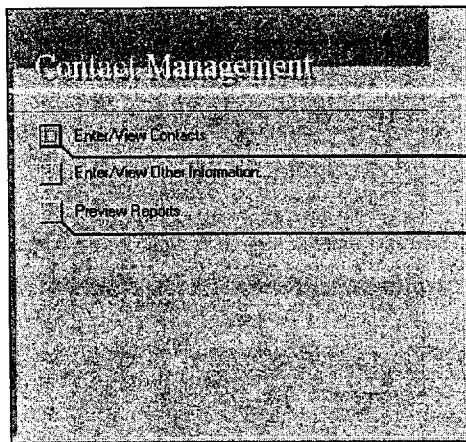 Contact Management
Enter/View Contacts
Enter/View Other Information...
Preview Reports...